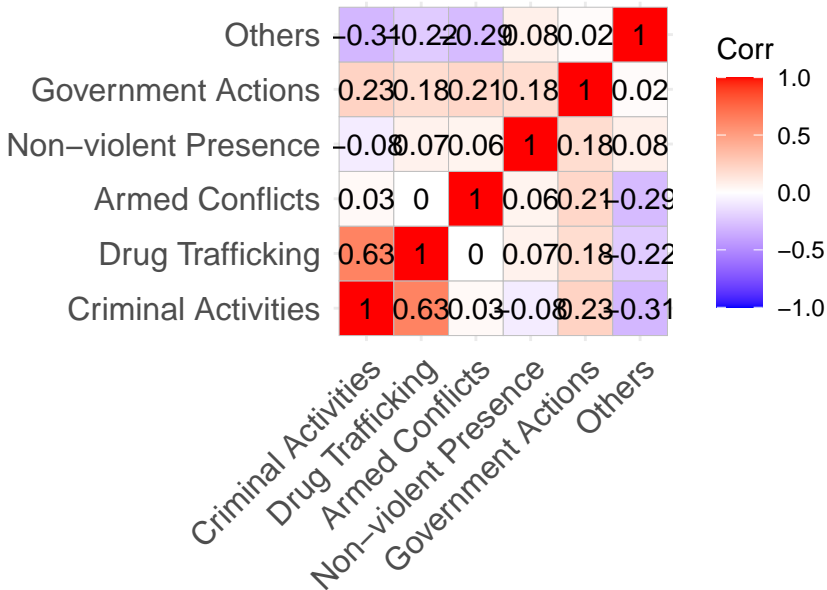 Others −0.31 −0.22 −0.29 0.08 0.02 1
Government Actions 0.23 0.18 0.21 0.18 1 0.02
Non−violent Presence −0.08 0.07 0.06 1 0.18 0.08
Armed Conflicts 0.03 0 1 0.06 0.21 −0.29
Drug Trafficking 0.63 1 0 0.07 0.18 −0.22
Criminal Activities 1 0.63 0.03 −0.08 0.23 −0.31
Criminal Activities
Drug Trafficking
Armed Conflicts
Non−violent Presence
Government Actions
Others
Corr
1.0
0.5
0.0
−0.5
−1.0